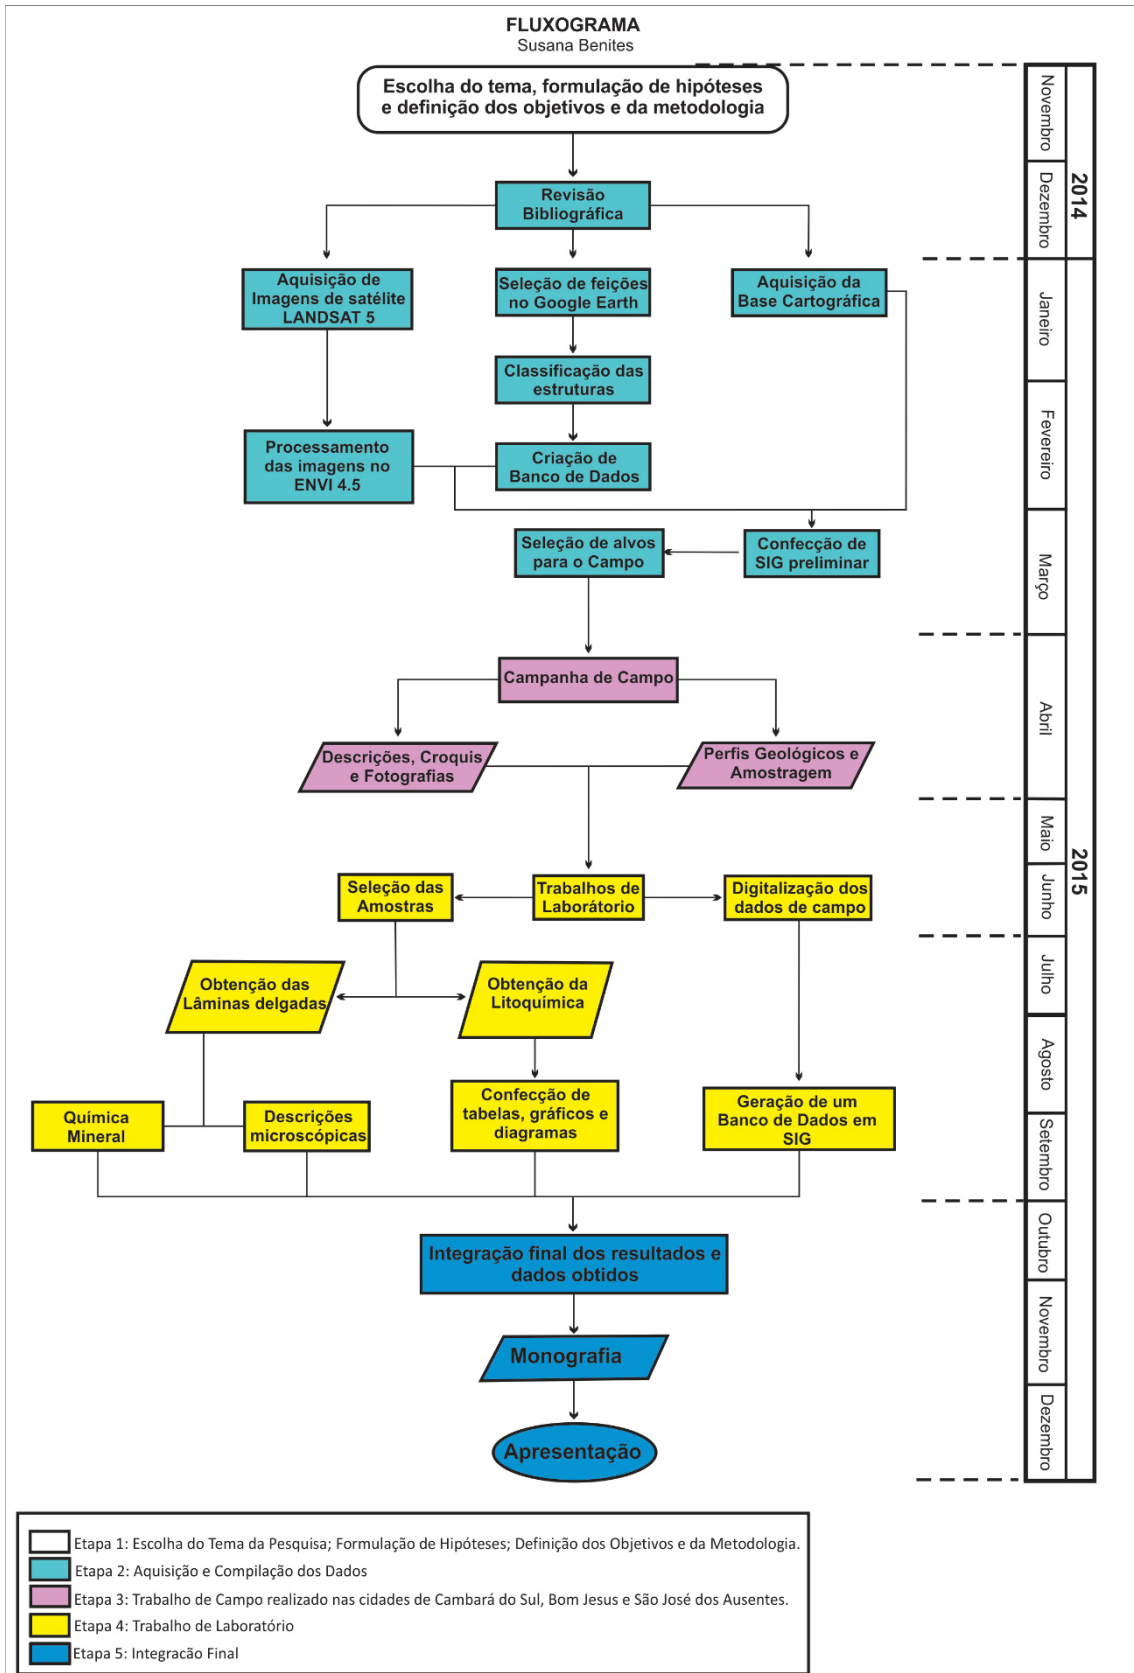 FLUXOGRAMA
Susana Benites
Escolha do tema, formulação de hipóteses
e definição dos objetivos e da metodologia
Novembro
Dezembro
2014
Revisão
Bibliográfica
Aquisição de
Imagens de satélite
LANDSAT 5
Seleção de feições
no Google Earth
Aquisição da
Base Cartográfica
Janeiro
Classificação das
estruturas
Fevereiro
Processamento
das imagens no
ENVI 4.5
Criação de
Banco de Dados
Seleção de alvos
para o Campo
Confecção de
SIG preliminar
Março
Campanha de Campo
Abril
Descrições, Croquis
e Fotografias
Perfis Geológicos e
Amostragem
Maio
2015
Seleção das
Amostras
Trabalhos de
Laborátorio
Digitalização dos
dados de campo
Junho
Obtenção das
Lâminas delgadas
Obtenção da
Litoquímica
Julho
Agosto
Química
Mineral
Descrições
microscópicas
Confecção de
tabelas, gráficos e
diagramas
Geração de um
Banco de Dados em
SIG
Setembro
Integração final dos resultados e
dados obtidos
Outubro
Monografia
Novembro
Apresentação
Dezembro
Etapa 1: Escolha do Tema da Pesquisa; Formulação de Hipóteses; Definição dos Objetivos e da Metodologia.
Etapa 2: Aquisição e Compilação dos Dados
Etapa 3: Trabalho de Campo realizado nas cidades de Cambará do Sul, Bom Jesus e São José dos Ausentes.
Etapa 4: Trabalho de Laboratório
Etapa 5: Integracão Final